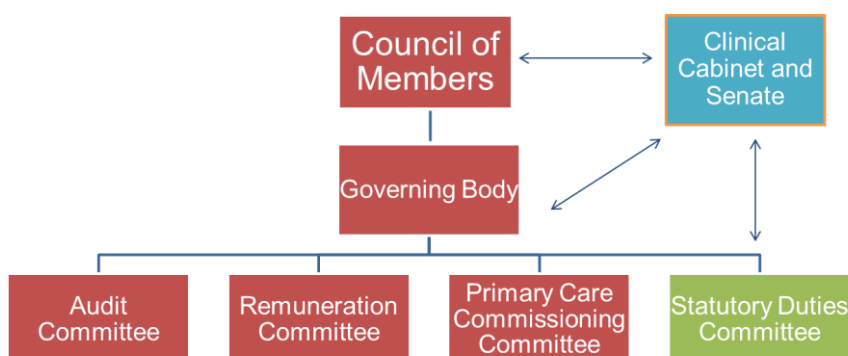 Council of
Members
Clinical
Cabinet and
Senate
Governing Body
Audit
Committee
Remuneration
Committee
Primary Care
Commissioning
Committee
Statutory Duties
Committee